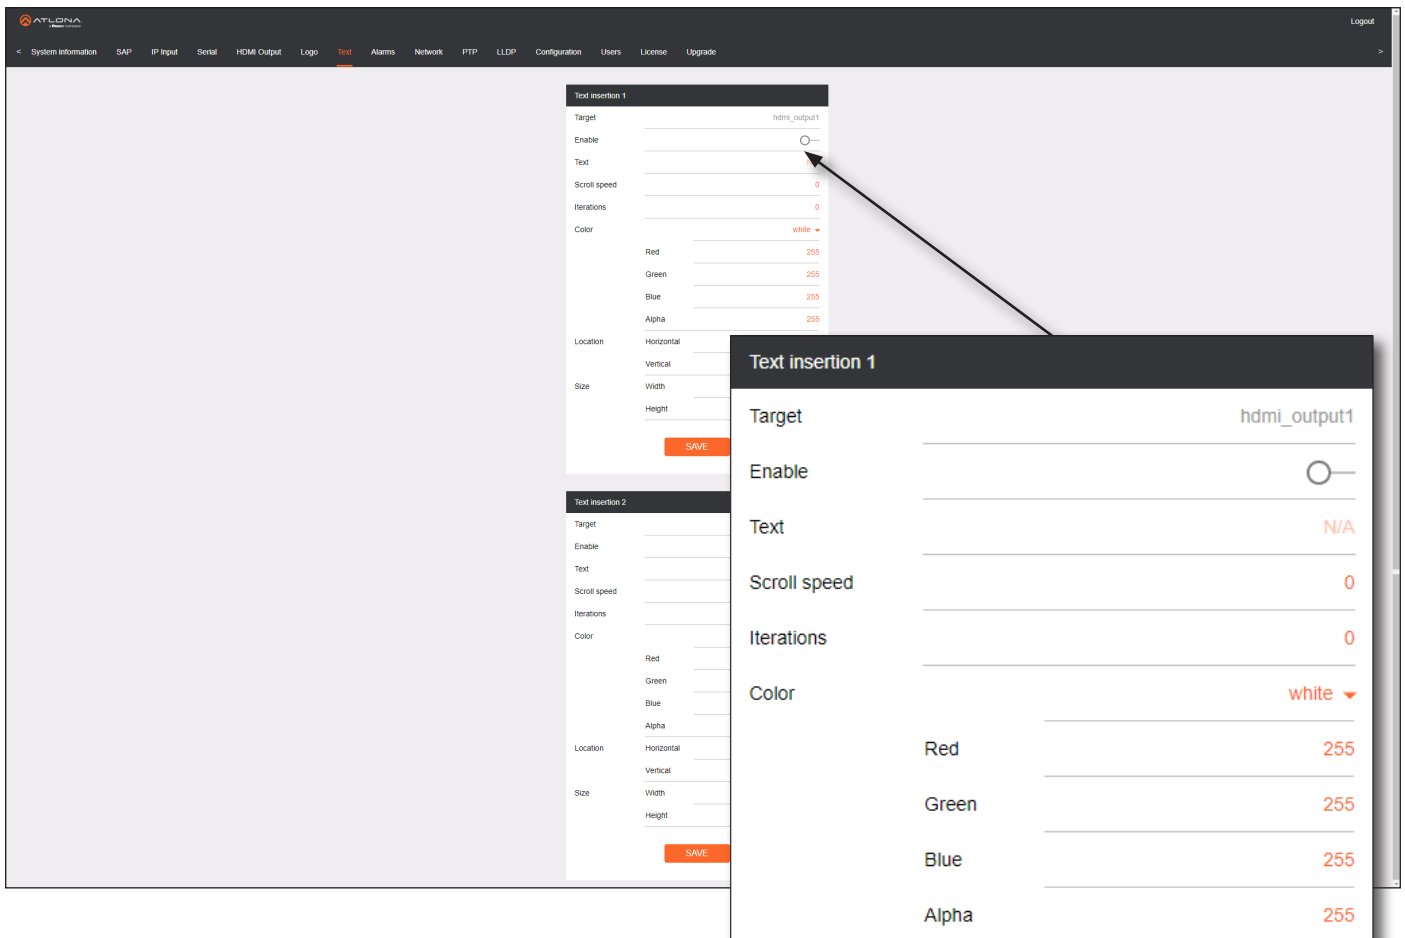 ATLONA
Logout
< System information SAP IP Input Serial HDMI Output Logo Text Alarms Network PTP LLDP Configuration Users License Upgrade >
Text insertion 1
Target hdmi_output1
Enable
Text
Scroll speed 0
Iterations 0
Color white
Red 255
Green 255
Blue 255
Alpha 255
Location Horizontal
Vertical
Size Width
Height
SAVE
Text insertion 2
Target
Enable
Text
Scroll speed
Iterations
Color
Red
Green
Blue
Alpha
Location Horizontal
Vertical
Size Width
Height
SAVE
Text insertion 1
Target hdmi_output1
Enable
Text N/A
Scroll speed 0
Iterations 0
Color white
Red 255
Green 255
Blue 255
Alpha 255